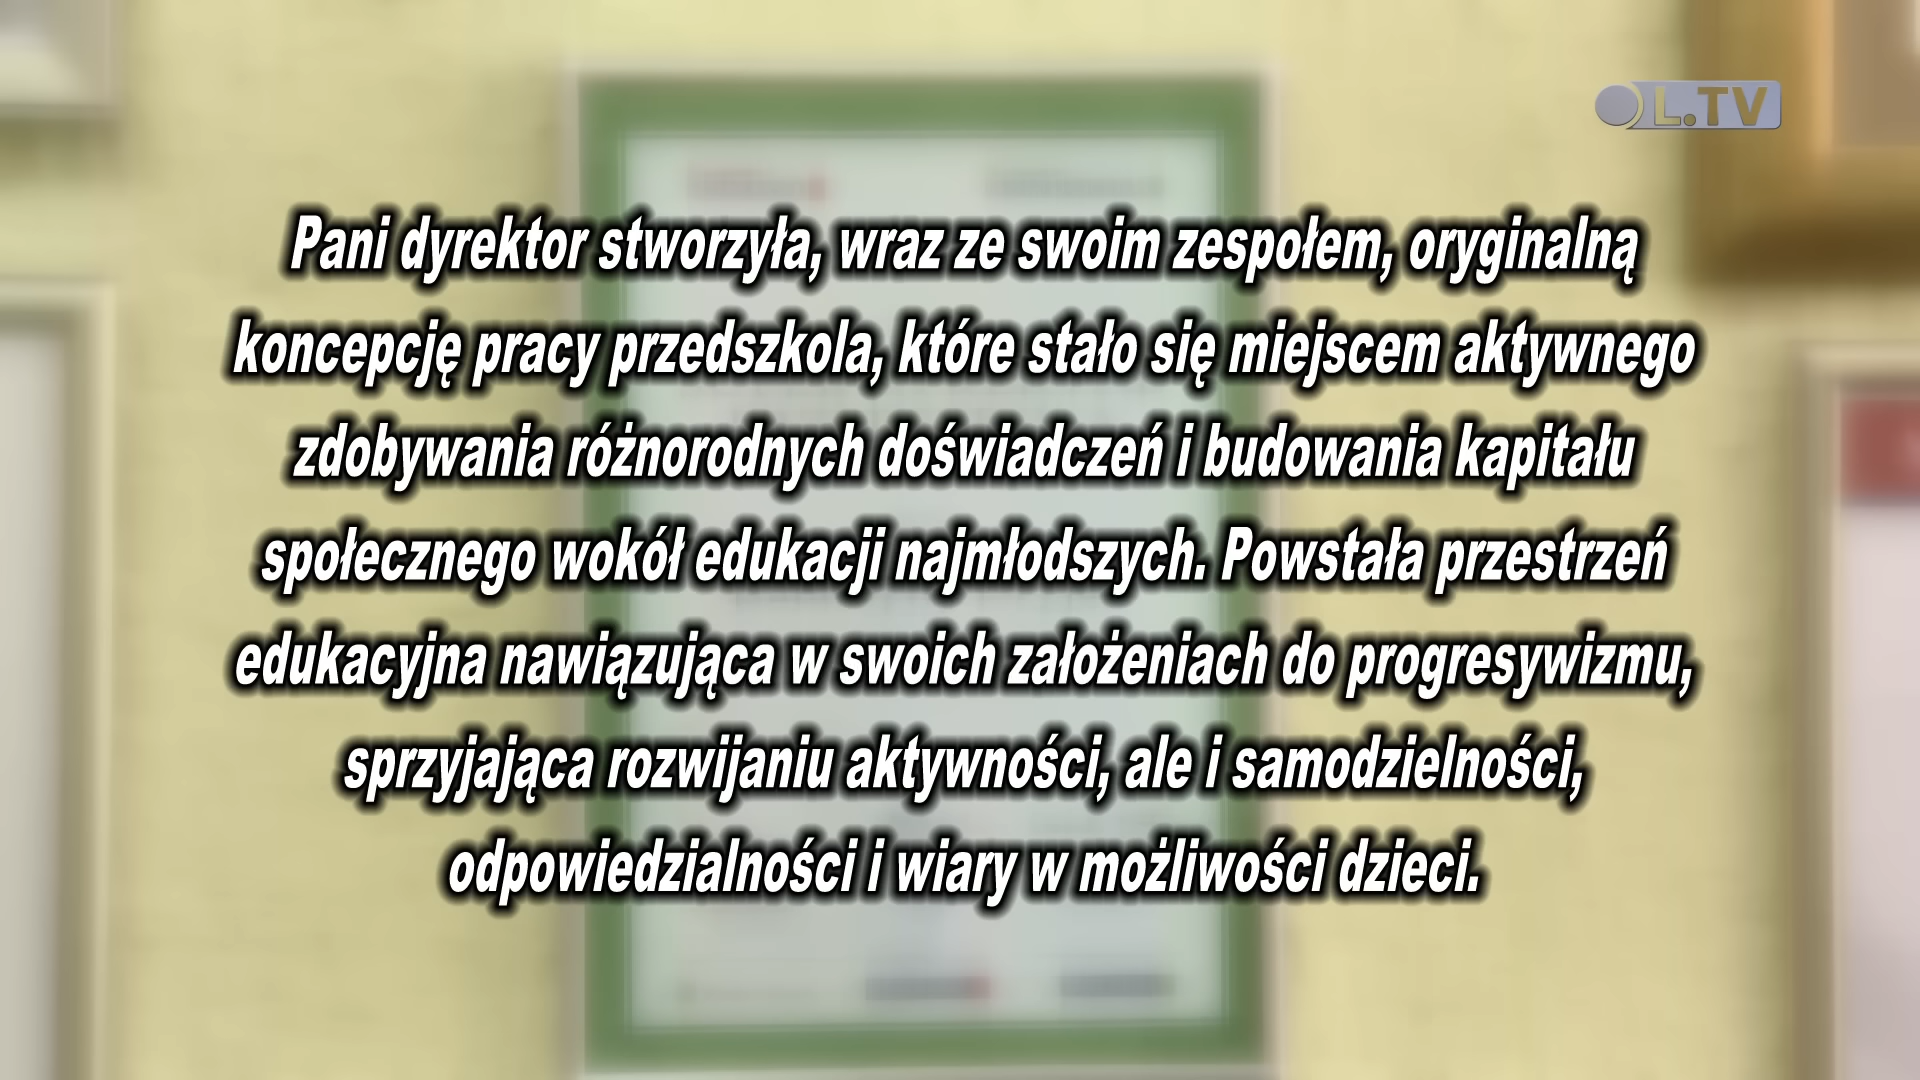 OL.TV
Pani dyrektor stworzyła, wraz ze swoim zespołem, oryginalną
koncepcję pracy przedszkola, które stało się miejscem aktywnego
zdobywania różnorodnych doświadczeń i budowania kapitału
społecznego wokół edukacji najmłodszych. Powstała przestrzeń
edukacyjna nawiązująca w swoich założeniach do progresywizmu,
sprzyjająca rozwijaniu aktywności, ale i samodzielności,
odpowiedzialności i wiary w możliwości dzieci.